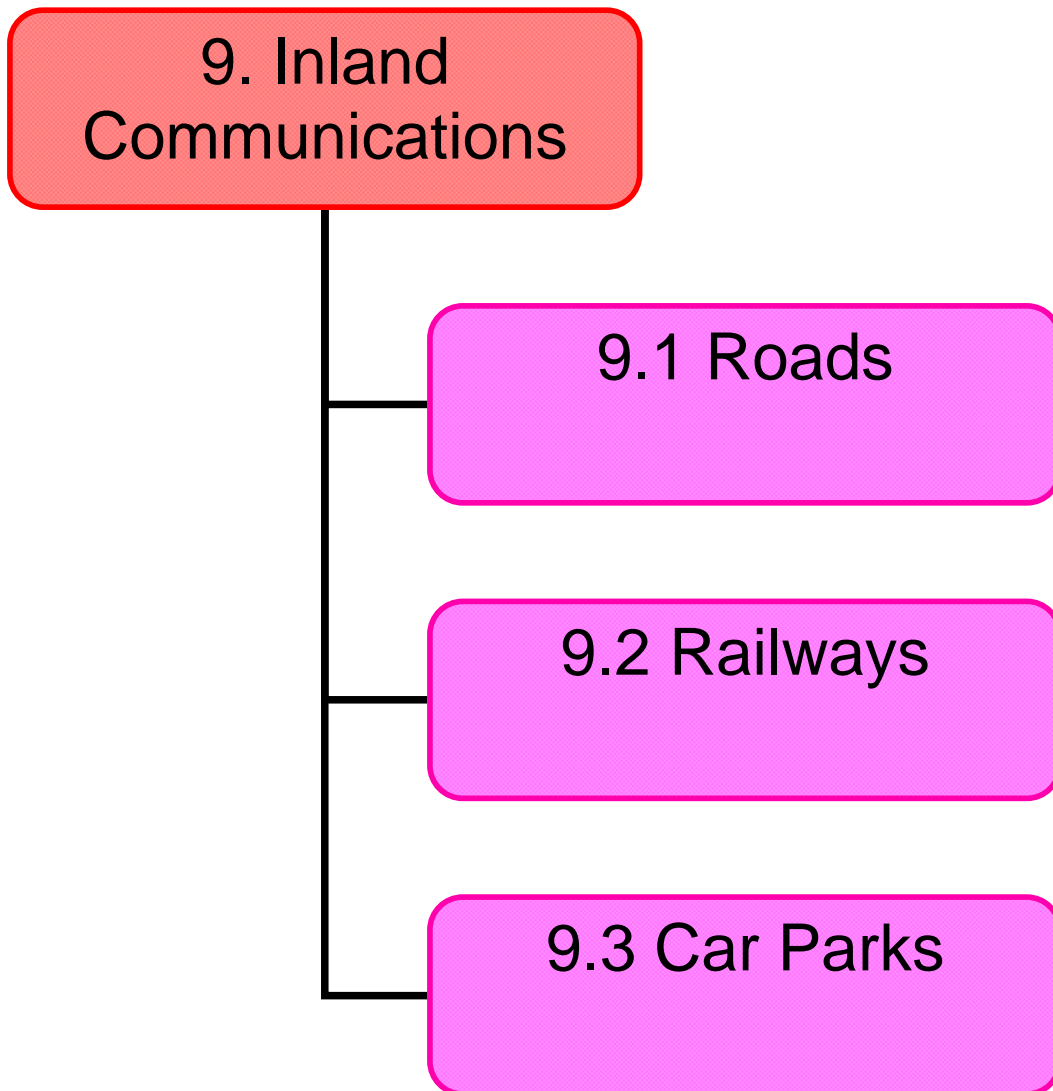 9. Inland
Communications
9.1 Roads
9.2 Railways
9.3 Car Parks